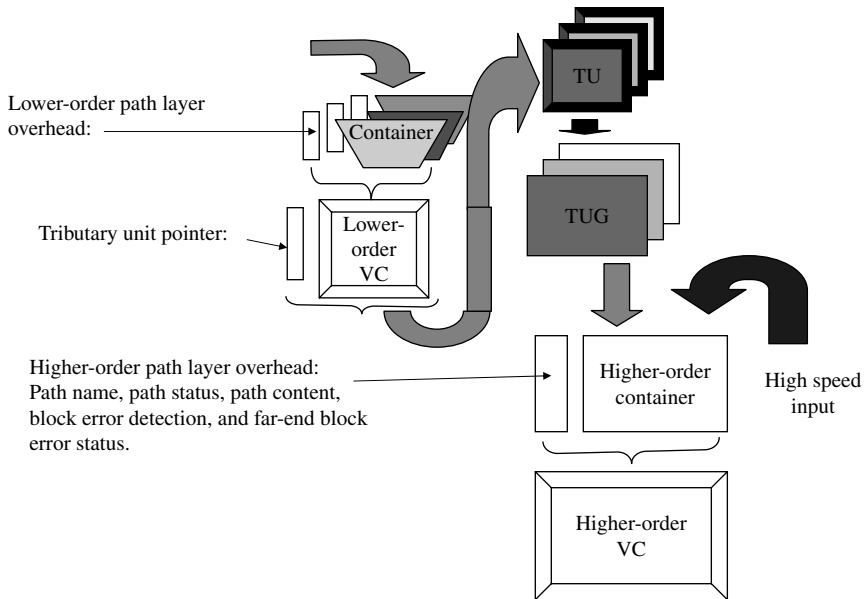 Lower-order path layer
overhead:
Container
TU
Tributary unit pointer:
Lower-
order
VC
TUG
Higher-order path layer overhead:
Path name, path status, path content,
block error detection, and far-end block
error status.
Higher-order
container
High speed
input
Higher-order
VC